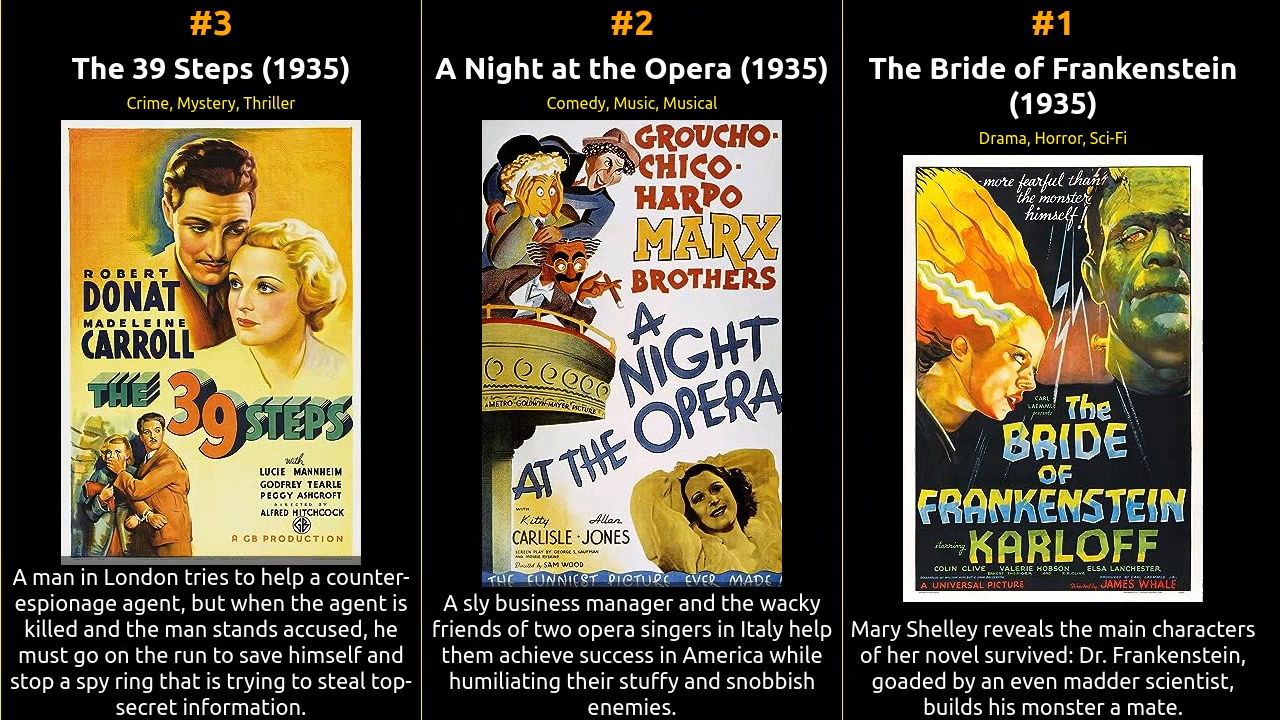 #3
The 39 Steps (1935)
Crime, Mystery, Thriller
ROBERT
DONAT
MADELEINE
CARROLL
THE 39 STEPS
with
LUCIE MANNHEIM
GODFREY TEARLE
PEGGY ASHCROFT
DIRECTED BY
ALFRED HITCHCOCK
GB
A GB PRODUCTION
A man in London tries to help a counter-
espionage agent, but when the agent is
killed and the man stands accused, he
must go on the run to save himself and
stop a spy ring that is trying to steal top-
secret information.
#2
A Night at the Opera (1935)
Comedy, Music, Musical
GROUCHO·
CHICO·
HARPO
MARX
BROTHERS
A
NIGHT
AT THE OPERA
A METRO-GOLDWYN-MAYER PICTURE
WITH
Kitty Allan
CARLISLE·JONES
SCREEN PLAY BY GEORGE S. KAUFMAN
AND MORRIE RYSKIND
Directed by SAM WOOD
THE FUNNIEST PICTURE EVER MADE
A sly business manager and the wacky
friends of two opera singers in Italy help
them achieve success in America while
humiliating their stuffy and snobbish
enemies.
#1
The Bride of Frankenstein
(1935)
Drama, Horror, Sci-Fi
more fearful than
the monster
himself!
CARL
LAEMMLE
presents
The
BRIDE
OF
FRANKENSTEIN
starring KARLOFF
COLIN CLIVE VALERIE HOBSON ELSA LANCHESTER
A UNIVERSAL PICTURE
Directed by JAMES WHALE
Mary Shelley reveals the main characters
of her novel survived: Dr. Frankenstein,
goaded by an even madder scientist,
builds his monster a mate.